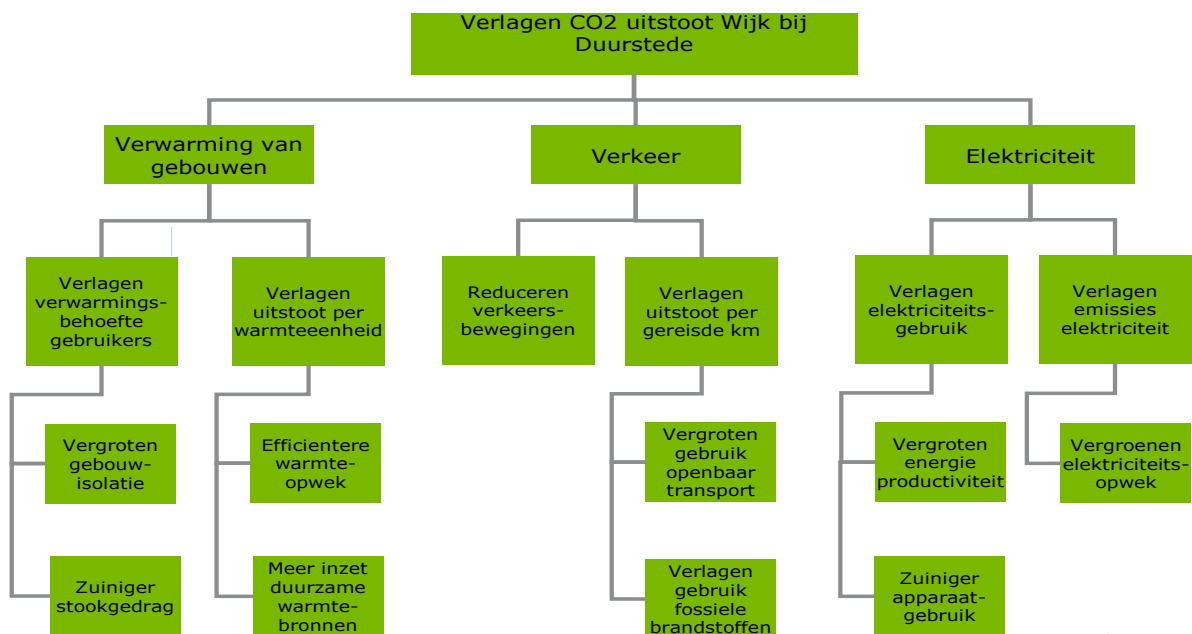 Verlagen CO2 uitstoot Wijk bij
Duurstede
Verwarming van
gebouwen
Verkeer
Elektriciteit
Verlagen
verwarmings-
behoefte
gebruikers
Verlagen
uitstoot per
warmteeenheid
Reduceren
verkeers-
bewegingen
Verlagen
uitstoot per
gereisde km
Verlagen
elektriciteits-
gebruik
Verlagen
emissies
elektriciteit
Vergroten
gebouw-
isolatie
Efficientere
warmte-
opwek
Vergroten
gebruik
openbaar
transport
Vergroten
energie
productiviteit
Vergroenen
elektriciteits-
opwek
Zuiniger
stookgedrag
Meer inzet
duurzame
warmte-
bronnen
Verlagen
gebruik
fossiele
brandstoffen
Zuiniger
apparaat-
gebruik